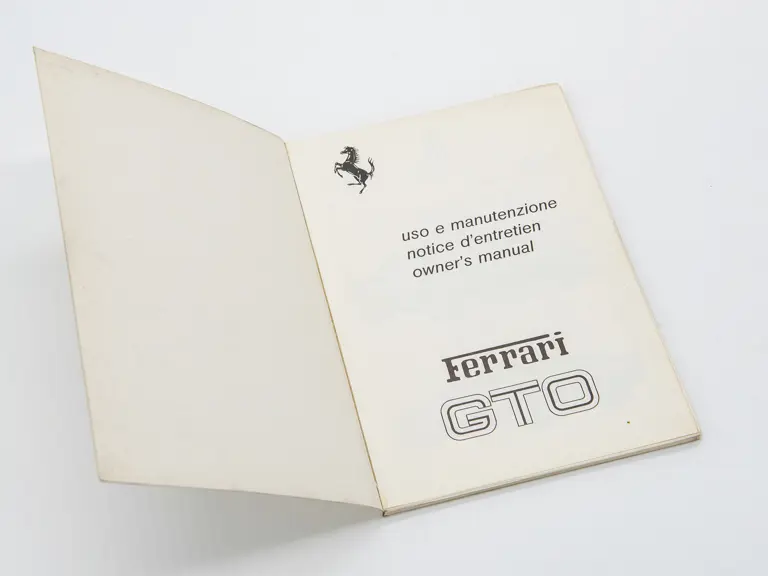 uso e manutenzione
notice d'entretien
owner's manual
Ferrari
GTO